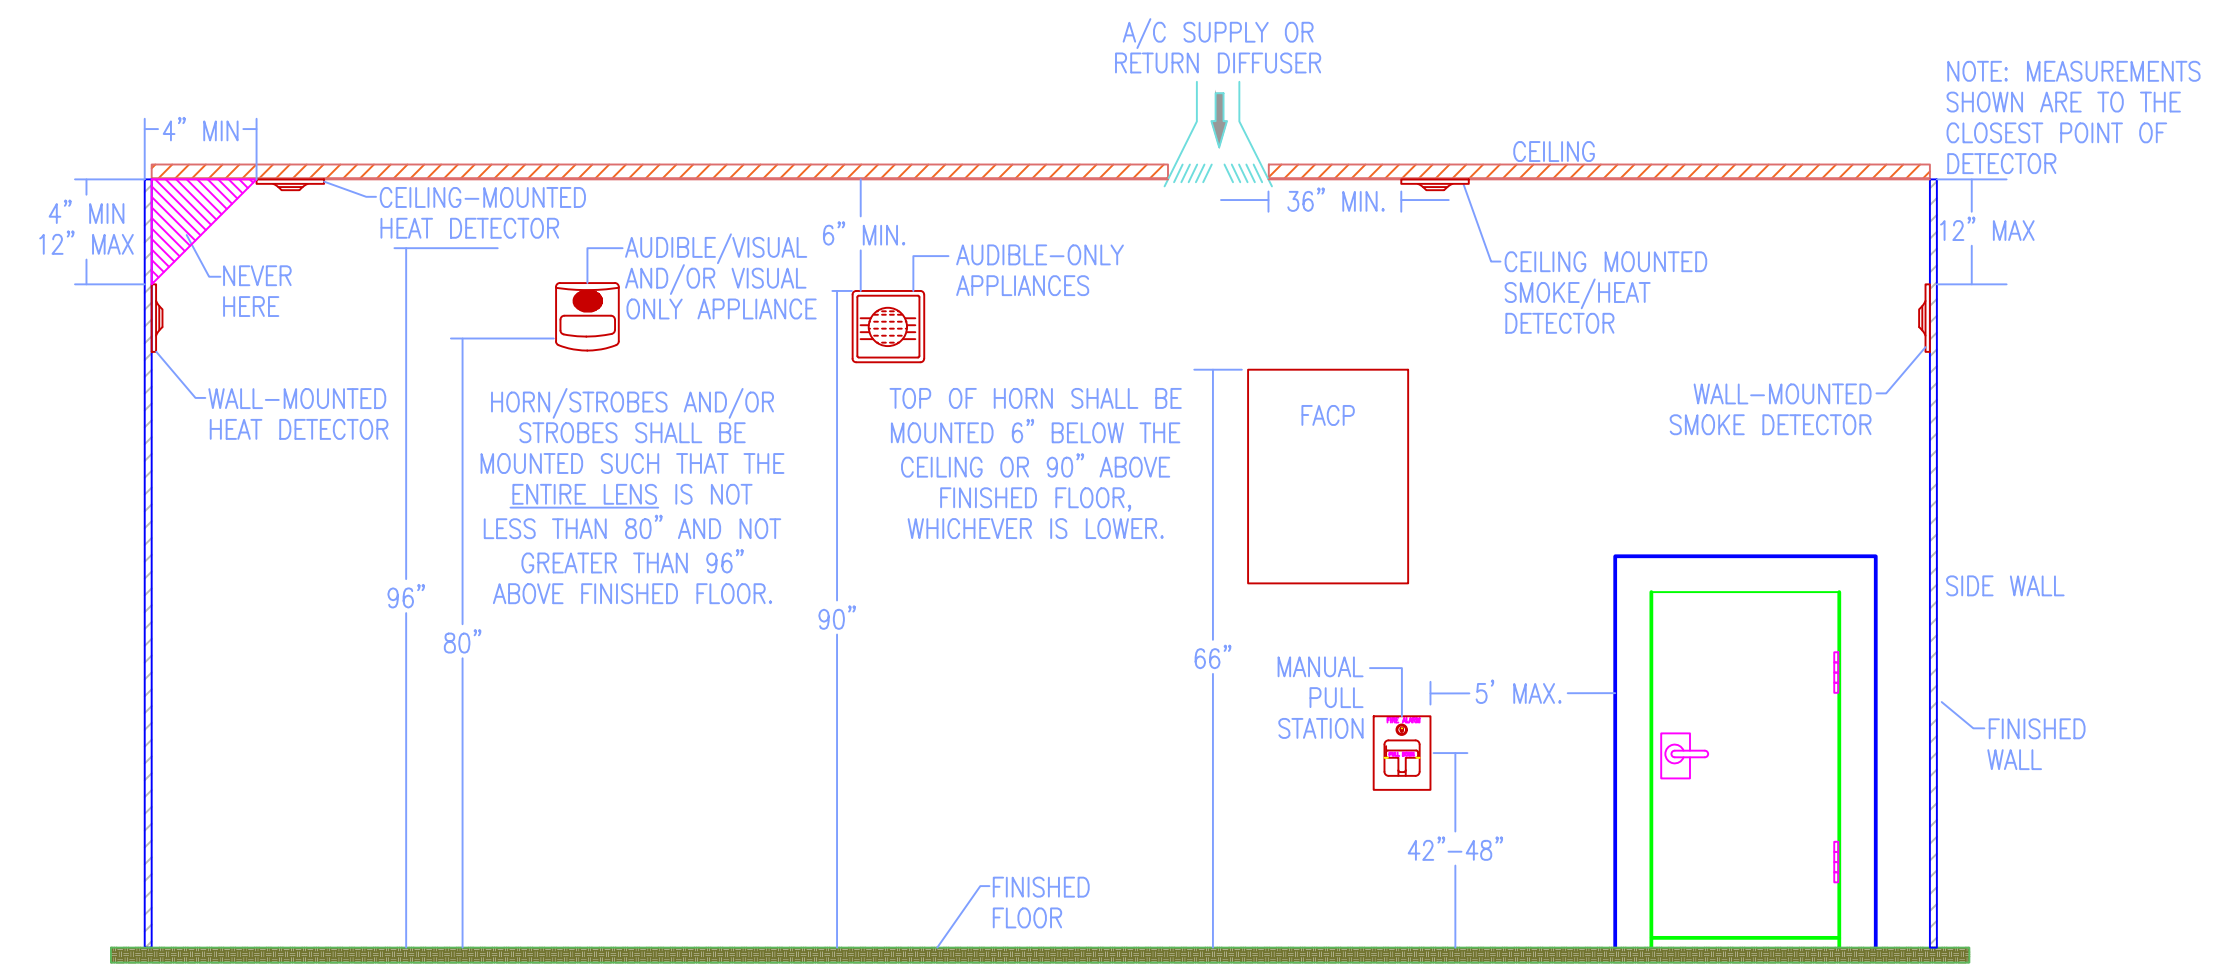 A/C SUPPLY OR
RETURN DIFFUSER
NOTE: MEASUREMENTS
SHOWN ARE TO THE
CLOSEST POINT OF
DETECTOR
4” MIN
CEILING
4” MIN
12” MAX
CEILING-MOUNTED
HEAT DETECTOR
NEVER
HERE
AUDIBLE/VISUAL
AND/OR VISUAL
ONLY APPLIANCE
6” MIN.
AUDIBLE-ONLY
APPLIANCES
36” MIN.
CEILING MOUNTED
SMOKE/HEAT
DETECTOR
12” MAX
WALL-MOUNTED
HEAT DETECTOR
HORN/STROBES AND/OR
STROBES SHALL BE
MOUNTED SUCH THAT THE
ENTIRE LENS IS NOT
LESS THAN 80” AND NOT
GREATER THAN 96”
ABOVE FINISHED FLOOR.
TOP OF HORN SHALL BE
MOUNTED 6” BELOW THE
CEILING OR 90” ABOVE
FINISHED FLOOR,
WHICHEVER IS LOWER.
FACP
WALL-MOUNTED
SMOKE DETECTOR
96”
80”
90”
66”
SIDE WALL
MANUAL
PULL
STATION
5’ MAX.
FIRE ALARM
PULL DOWN
FINISHED
WALL
42”-48”
FINISHED
FLOOR